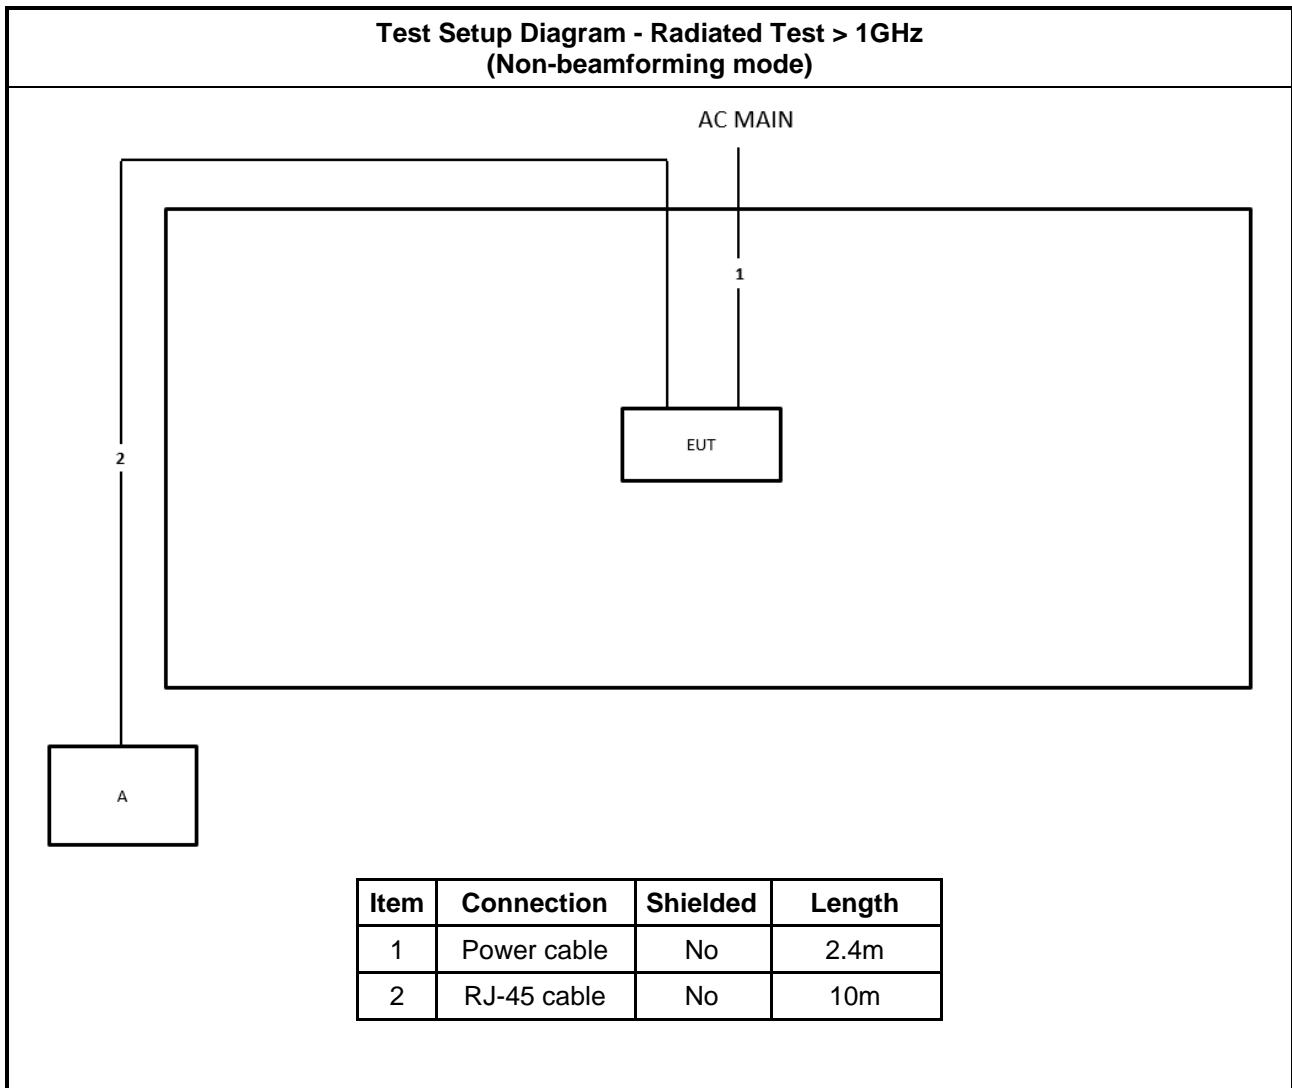 Test Setup Diagram - Radiated Test > 1GHz
(Non-beamforming mode)
AC MAIN
1
EUT
2
A
Item Connection Shielded Length
1 Power cable No 2.4m
2 RJ-45 cable No 10m